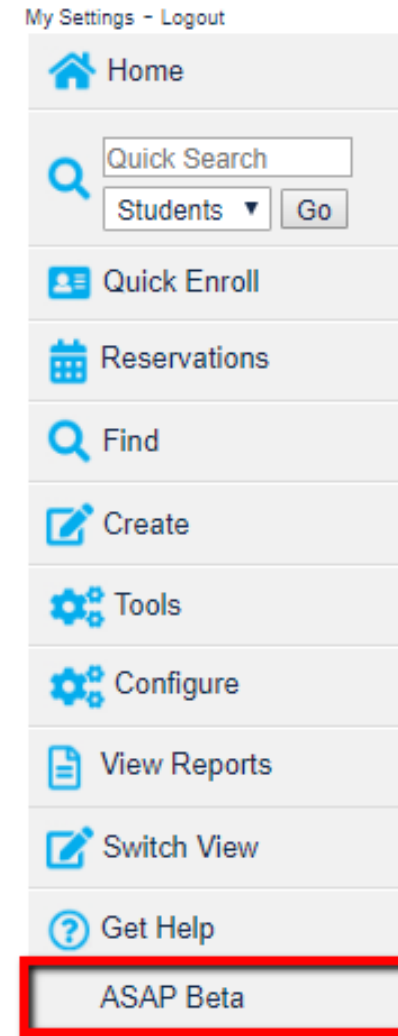 My Settings - Logout
Home
Quick Search
Students Go
Quick Enroll
Reservations
Find
Create
Tools
Configure
View Reports
Switch View
Get Help
ASAP Beta